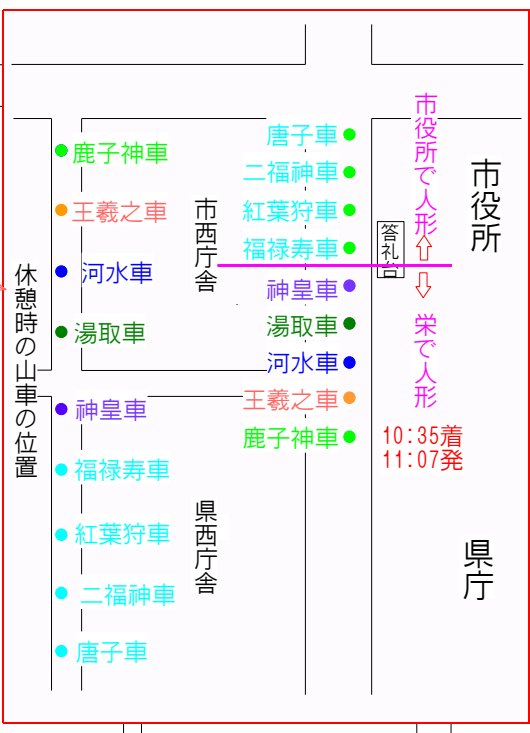 休憩時の山車の位置
鹿子神車
王羲之車
河水車
湯取車
神皇車
福禄寿車
紅葉狩車
二福神車
唐子車
市西庁舎
県西庁舎
唐子車
二福神車
紅葉狩車
福禄寿車
神皇車
湯取車
河水車
王羲之車
鹿子神車
答礼台
市役所で人形
栄で人形
10:35着
11:07発
市役所
県庁